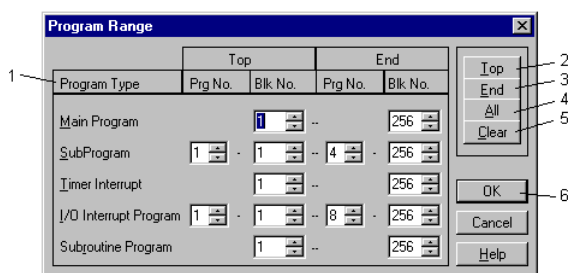 Program Range
Top End
1 Program Type Prg No. Blk No. Prg No. Blk No.
Top 2
End 3
All 4
Clear 5
Main Program 1 -- 256
SubProgram 1 - 1 -- 4 - 256
Timer Interrupt 1 -- 256
I/O Interrupt Program 1 - 1 -- 8 - 256
Subroutine Program 1 -- 256
OK 6
Cancel
Help